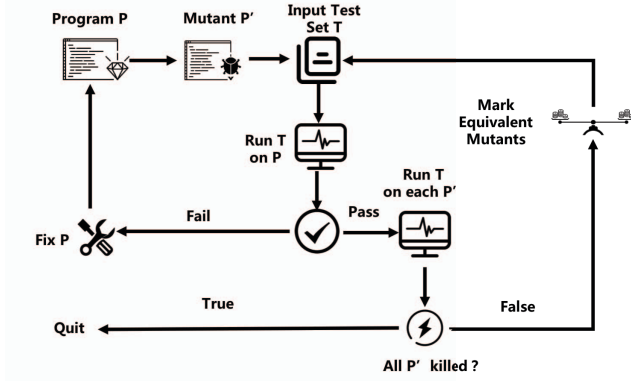 Program P
Mutant P'
Input Test
Set T
Mark
Equivalent
Mutants
Run T
on P
Run T
on each P'
Fail
Pass
Fix P
True
False
Quit
All P' killed ?